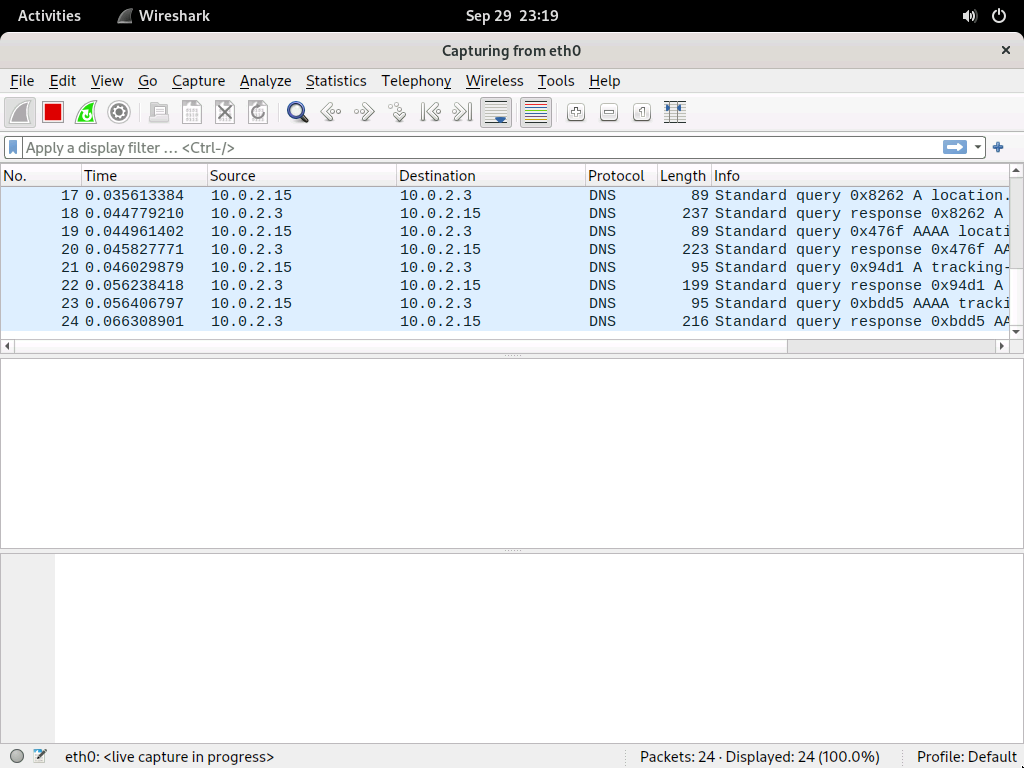 Activities Wireshark Sep 29 23:19
Capturing from eth0
File Edit View Go Capture Analyze Statistics Telephony Wireless Tools Help
Apply a display filter … <Ctrl-/>
No. Time Source Destination Protocol Length Info
17 0.035613384 10.0.2.15 10.0.2.3 DNS 89 Standard query 0x8262 A location.
18 0.044779210 10.0.2.3 10.0.2.15 DNS 237 Standard query response 0x8262 A
19 0.044961402 10.0.2.15 10.0.2.3 DNS 89 Standard query 0x476f AAAA locati
20 0.045827771 10.0.2.3 10.0.2.15 DNS 223 Standard query response 0x476f AA
21 0.046029879 10.0.2.15 10.0.2.3 DNS 95 Standard query 0x94d1 A tracking-
22 0.056238418 10.0.2.3 10.0.2.15 DNS 199 Standard query response 0x94d1 A
23 0.056406797 10.0.2.15 10.0.2.3 DNS 95 Standard query 0xbdd5 AAAA tracki
24 0.066308901 10.0.2.3 10.0.2.15 DNS 216 Standard query response 0xbdd5 AA
eth0: <live capture in progress> Packets: 24 · Displayed: 24 (100.0%) Profile: Default